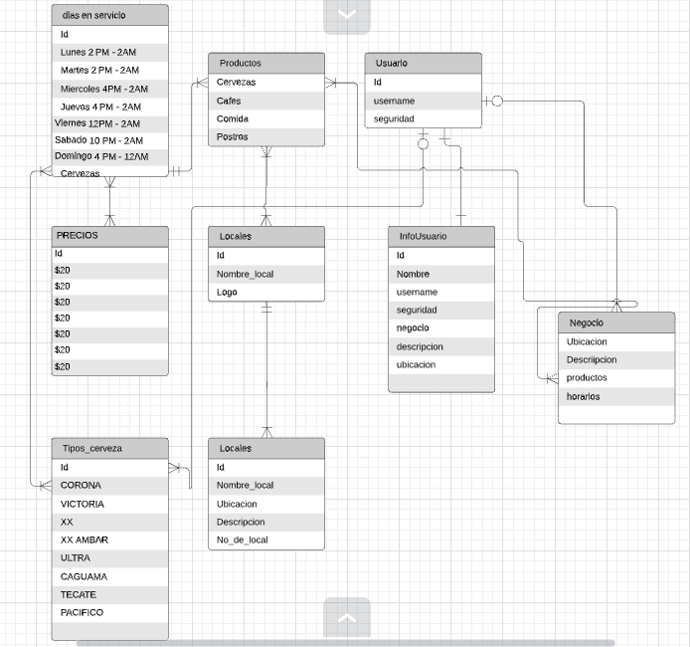 dias en servicio
Id
Lunes 2 PM - 2AM
Martes 2 PM - 2AM
Miercoles 4PM - 2AM
Jueves 4 PM - 2AM
Viernes 12PM - 2AM
Sabado 10 PM - 2AM
Domingo 4 PM - 12AM
Cervezas
Productos
Cervezas
Cafes
Comida
Postres
Usuario
Id
username
seguridad
PRECIOS
Id
$20
$20
$20
$20
$20
$20
$20
Locales
Id
Nombre_local
Logo
InfoUsuario
Id
Nombre
username
seguridad
negocio
descripcion
ubicacion
Negocio
Ubicacion
Descriipcion
productos
horarios
Tipos_cerveza
Id
CORONA
VICTORIA
XX
XX AMBAR
ULTRA
CAGUAMA
TECATE
PACIFICO
Locales
Id
Nombre_local
Ubicacion
Descripcion
No_de_local